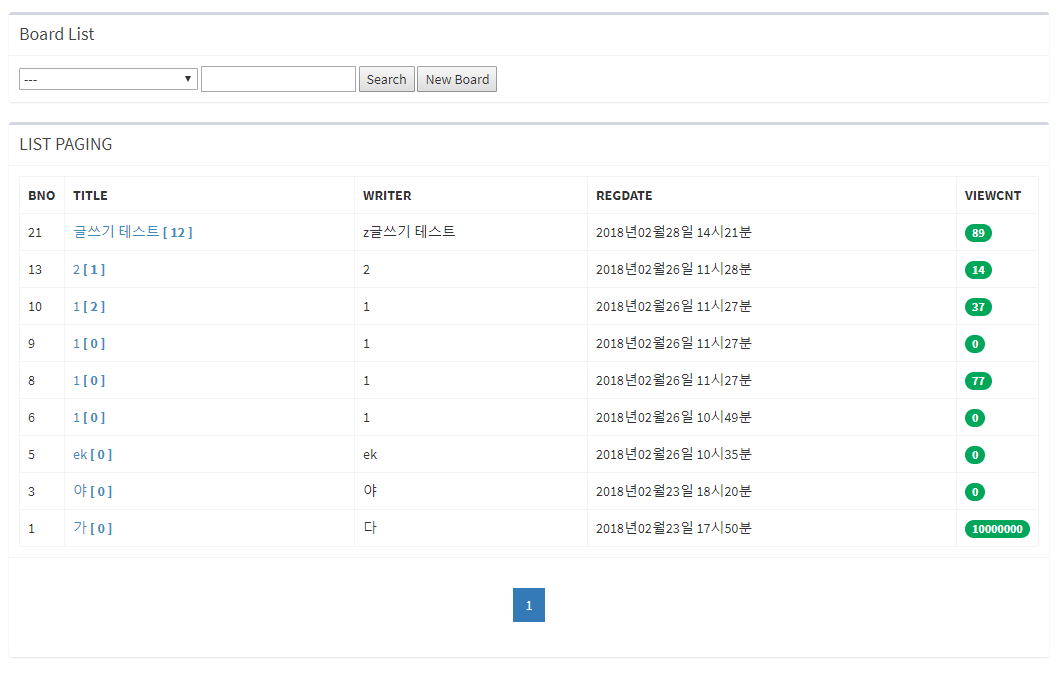 Board List
--- Search New Board
LIST PAGING
BNO TITLE WRITER REGDATE VIEWCNT
21 글쓰기 테스트 [ 12 ] z글쓰기 테스트 2018년02월28일 14시21분 89
13 2 [ 1 ] 2 2018년02월26일 11시28분 14
10 1 [ 2 ] 1 2018년02월26일 11시27분 37
9 1 [ 0 ] 1 2018년02월26일 11시27분 0
8 1 [ 0 ] 1 2018년02월26일 11시27분 77
6 1 [ 0 ] 1 2018년02월26일 10시49분 0
5 ek [ 0 ] ek 2018년02월26일 10시35분 0
3 야 [ 0 ] 야 2018년02월23일 18시20분 0
1 가 [ 0 ] 다 2018년02월23일 17시50분 10000000
1